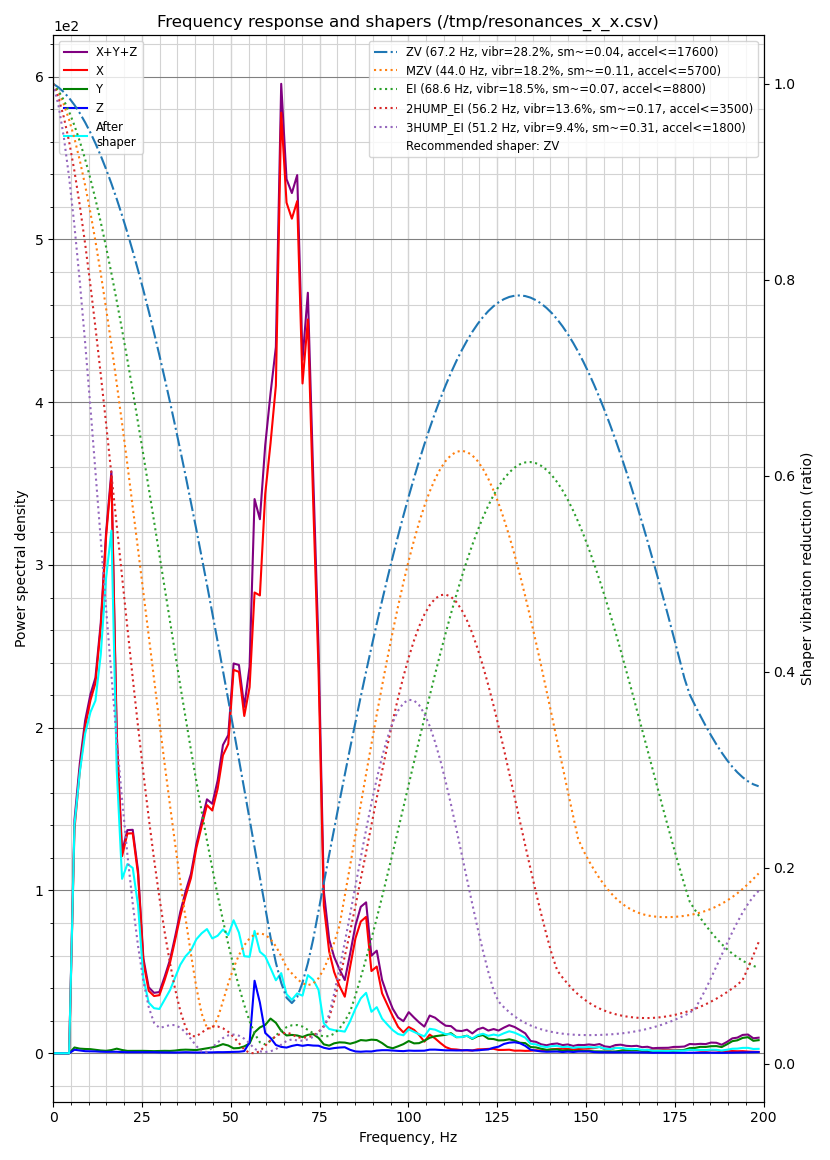 Frequency response and shapers (/tmp/resonances_x_x.csv)
1e2
X+Y+Z
X
Y
Z
After
shaper
ZV (67.2 Hz, vibr=28.2%, sm~=0.04, accel<=17600)
MZV (44.0 Hz, vibr=18.2%, sm~=0.11, accel<=5700)
EI (68.6 Hz, vibr=18.5%, sm~=0.07, accel<=8800)
2HUMP_EI (56.2 Hz, vibr=13.6%, sm~=0.17, accel<=3500)
3HUMP_EI (51.2 Hz, vibr=9.4%, sm~=0.31, accel<=1800)
Recommended shaper: ZV
6
5
4
3
2
1
0
Power spectral density
1.0
0.8
0.6
0.4
0.2
0.0
Shaper vibration reduction (ratio)
0 25 50 75 100 125 150 175 200
Frequency, Hz